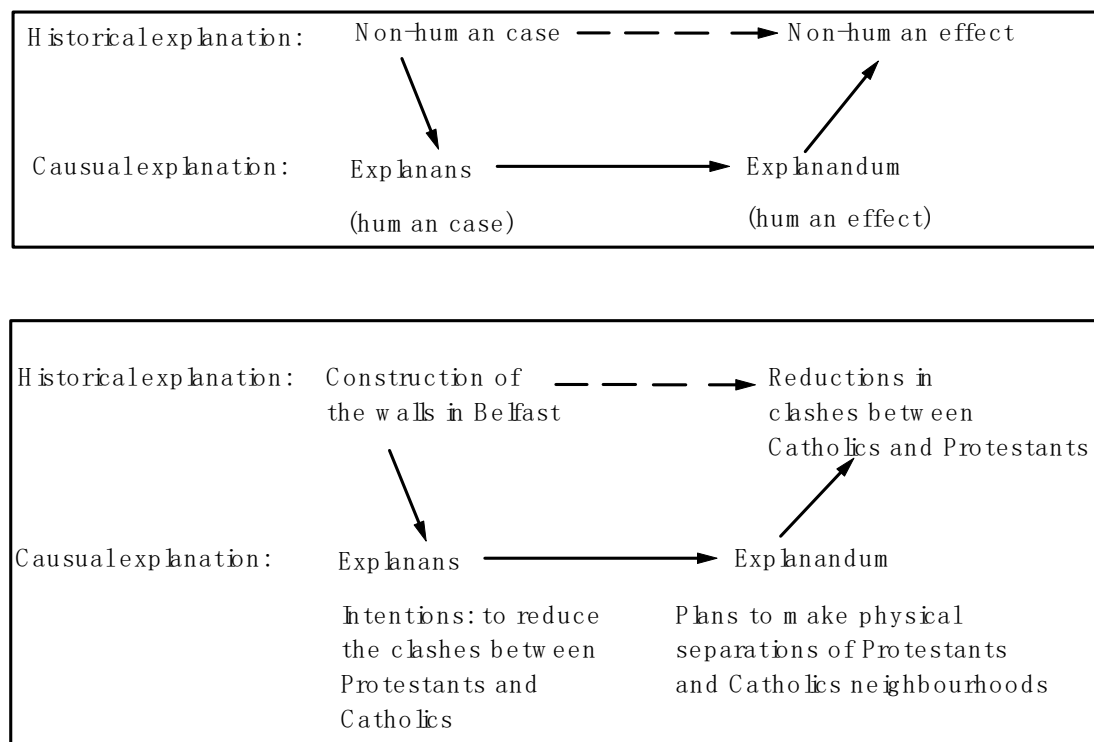 Historical explanation: Non-human case Non-human effect
Causual explanation: Explanans Explanandum
(human case) (human effect)
Historical explanation: Construction of Reductions in
the walls in Belfast clashes between
Catholics and Protestants
Causual explanation: Explanans Explanandum
Intentions: to reduce Plans to make physical
the clashes between separations of Protestants
Protestants and and Catholics neighbourhoods
Catholics